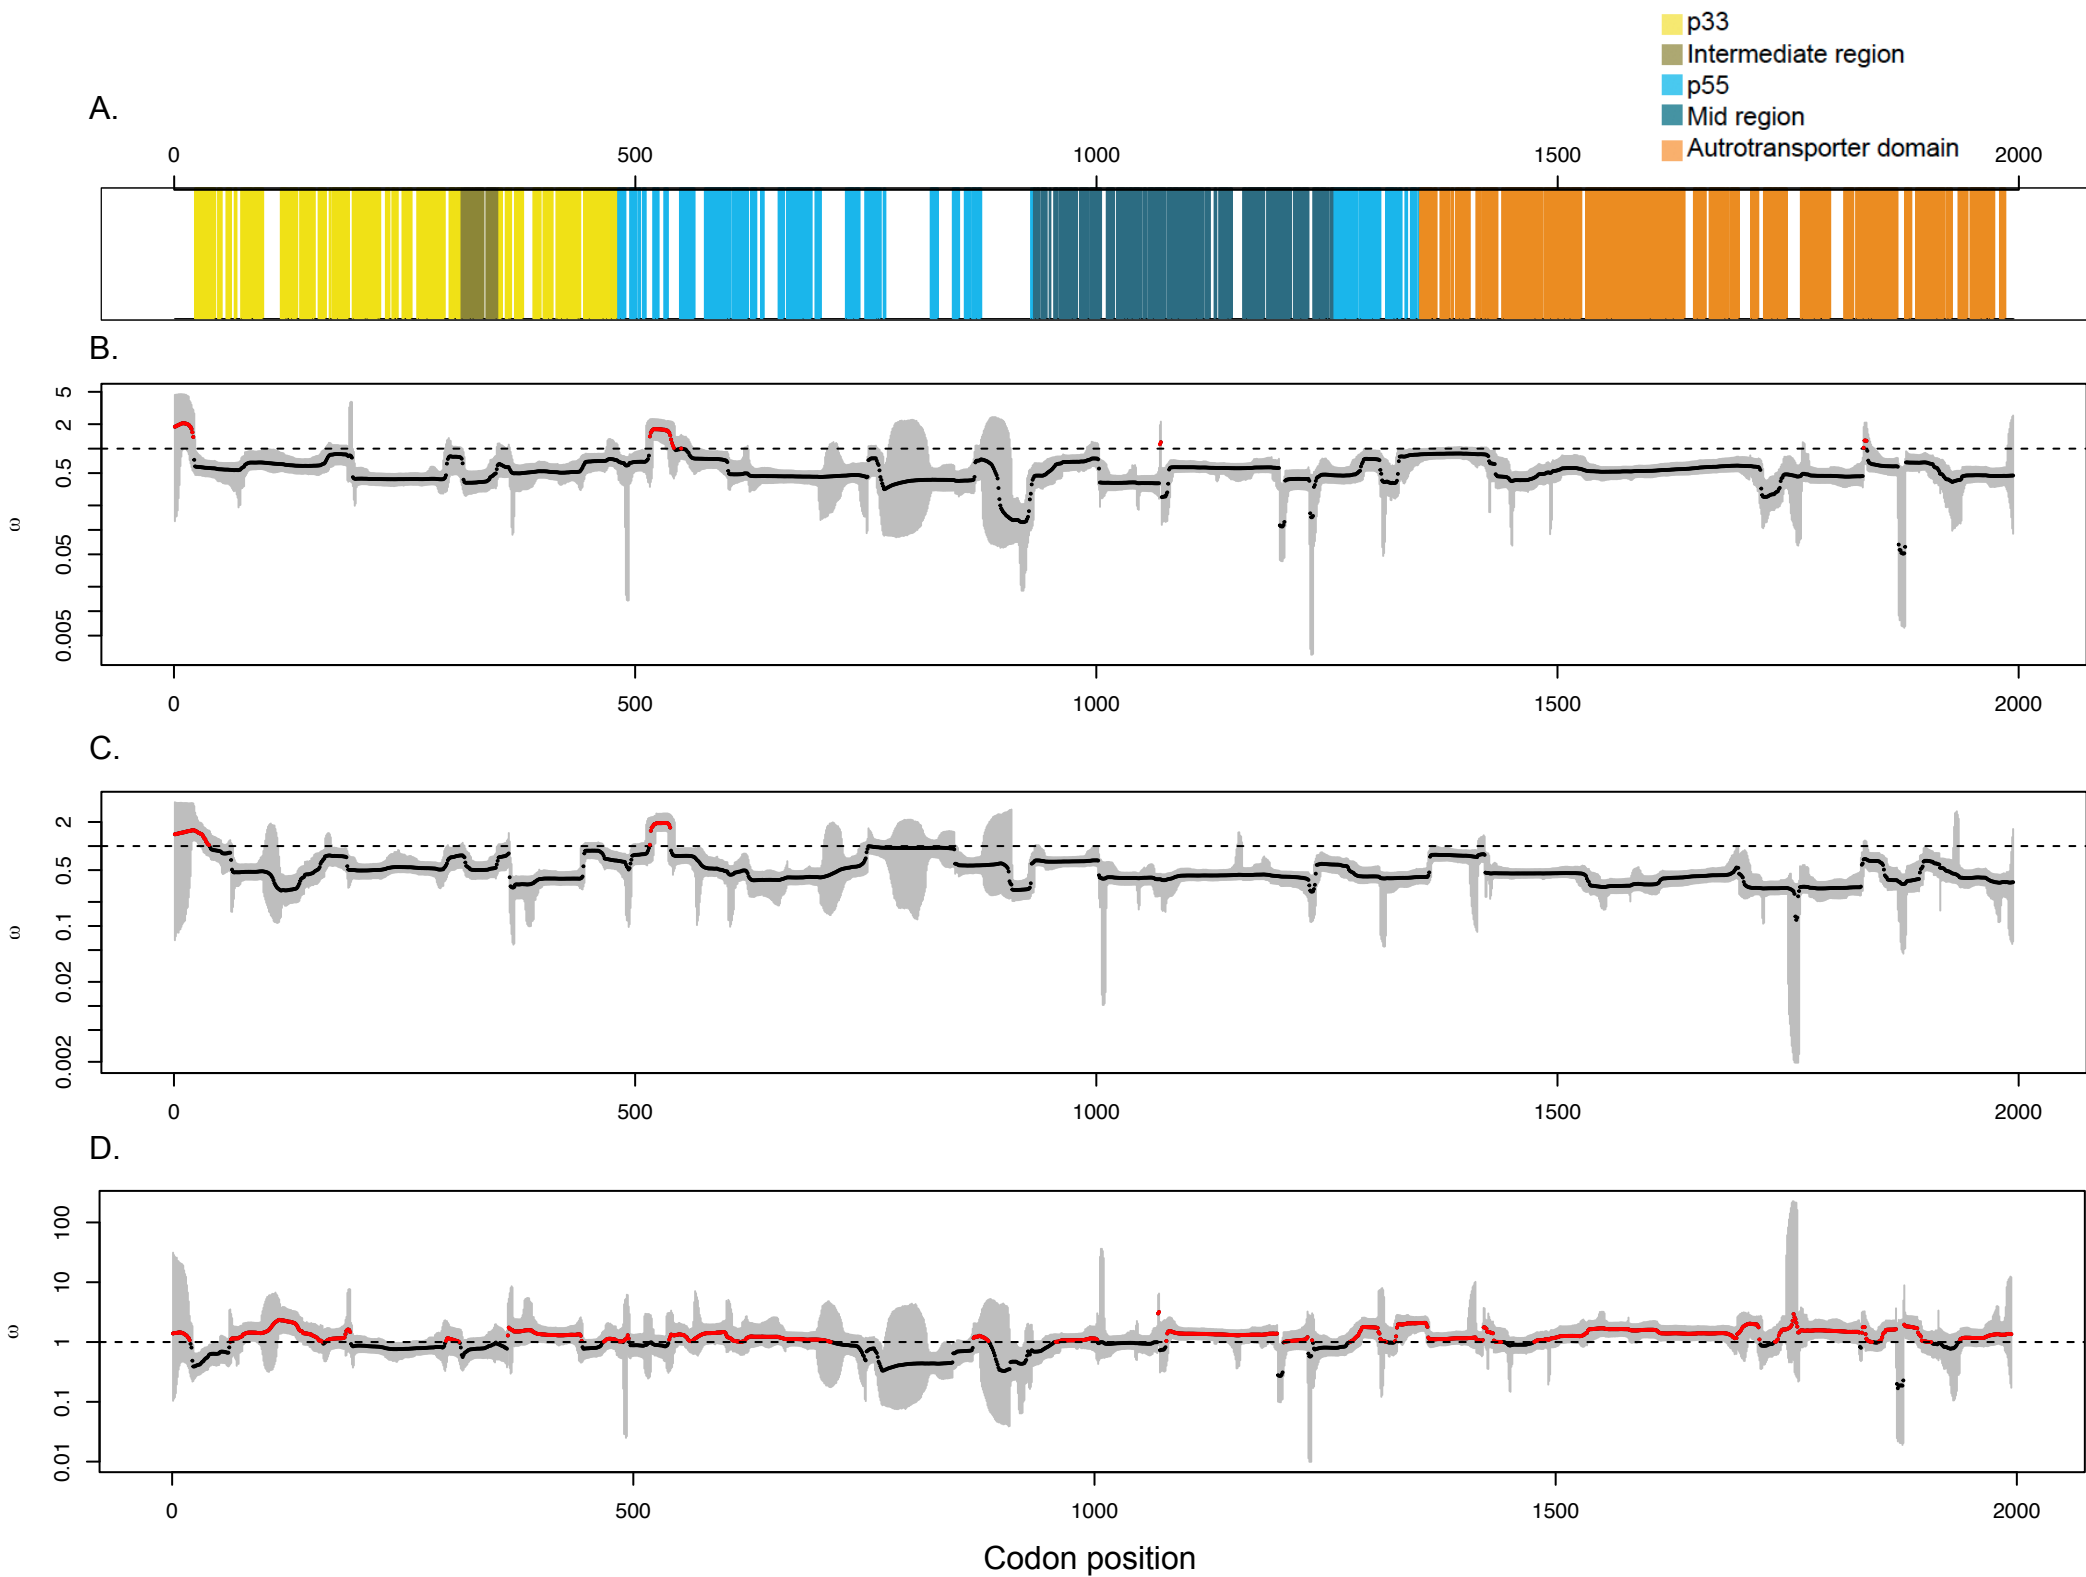 p33
Intermediate region
p55
Mid region
Autrotransporter domain
A.
0 500 1000 1500 2000
B.
5
2
0.5
0.05
0.005
ω
0 500 1000 1500 2000
C.
2
0.5
0.1
0.02
0.002
ω
0 500 1000 1500 2000
D.
100
10
1
0.1
0.01
ω
0 500 1000 1500 2000
Codon position